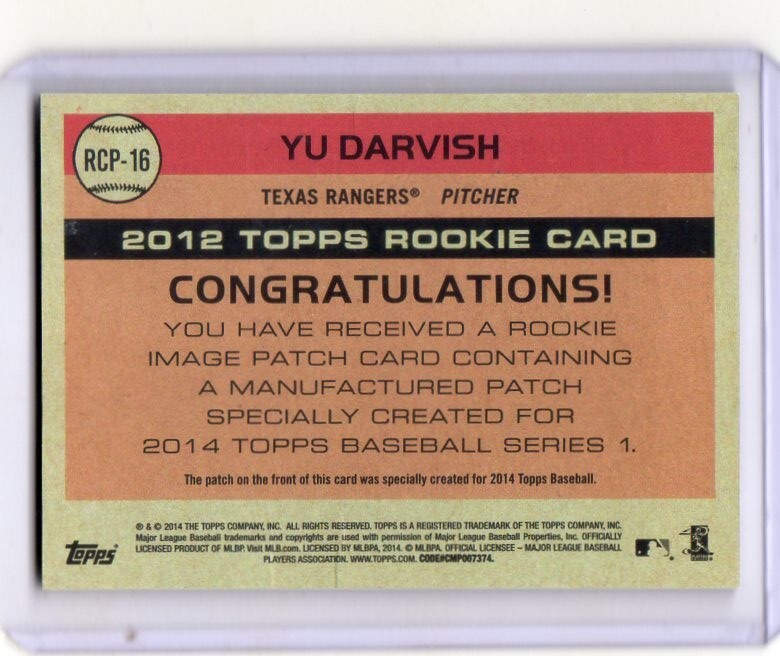 RCP-16
YU DARVISH
TEXAS RANGERS® PITCHER
2012 TOPPS ROOKIE CARD
CONGRATULATIONS!
YOU HAVE RECEIVED A ROOKIE
IMAGE PATCH CARD CONTAINING
A MANUFACTURED PATCH
SPECIALLY CREATED FOR
2014 TOPPS BASEBALL SERIES 1.
The patch on the front of this card was specially created for 2014 Topps Baseball.
® & © 2014 THE TOPPS COMPANY, INC. ALL RIGHTS RESERVED. TOPPS IS A REGISTERED TRADEMARK OF THE TOPPS COMPANY, INC.
Major League Baseball trademarks and copyrights are used with permission of Major League Baseball Properties, Inc. OFFICIALLY
LICENSED PRODUCT OF MLBP. Visit MLB.com. LICENSED BY MLBPA, 2014. © MLBPA. OFFICIAL LICENSEE – MAJOR LEAGUE BASEBALL
PLAYERS ASSOCIATION. WWW.TOPPS.COM. CODE#CMP007374.
Topps